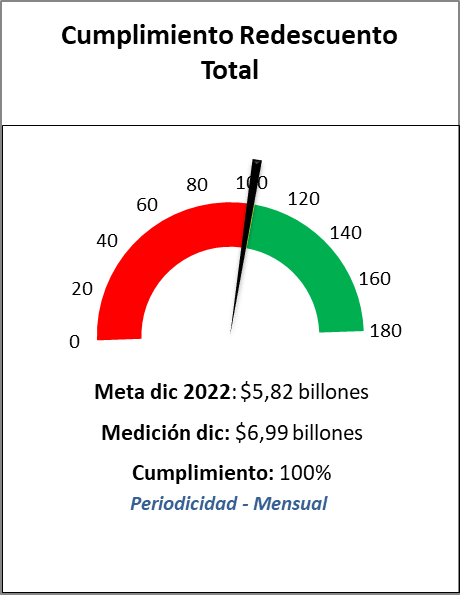 Cumplimiento Redescuento
Total
0
20
40
60
80
100
120
140
160
180
Meta dic 2022: $5,82 billones
Medición dic: $6,99 billones
Cumplimiento: 100%
Periodicidad - Mensual